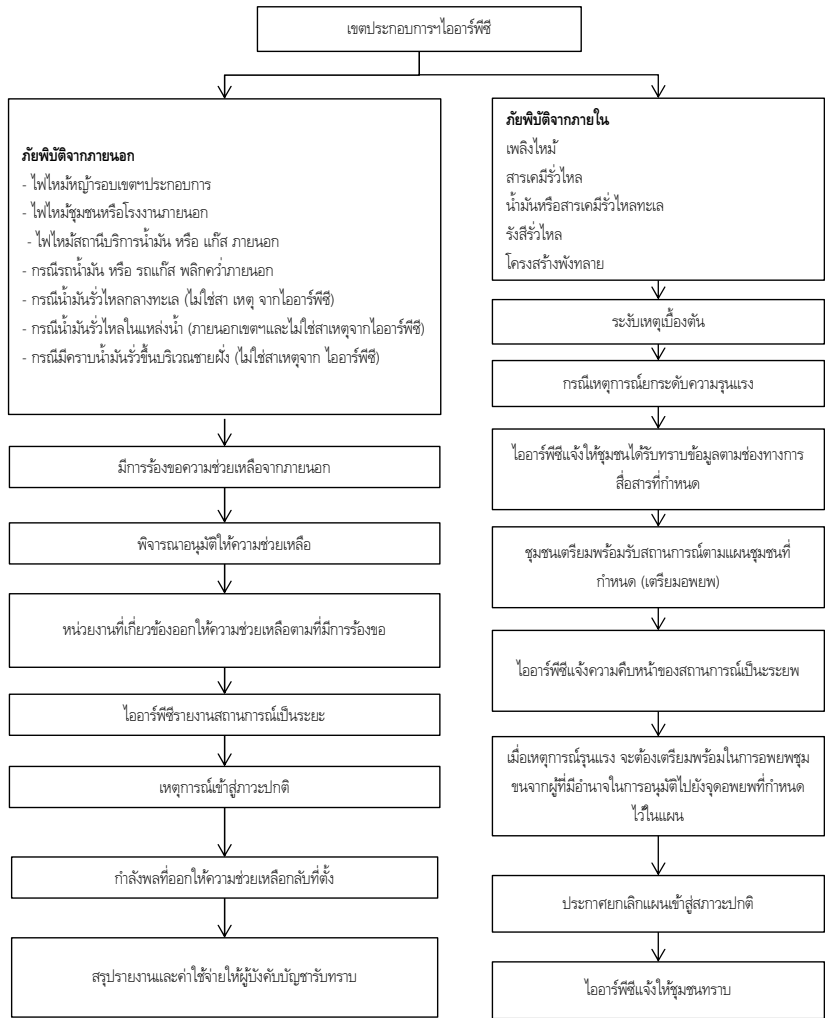 เขตประกอบการฯไออาร์พีซี
ภัยพิบัติจากภายนอก
- ไฟไหม้หญ้ารอบเขตฯประกอบการ
- ไฟไหม้ชุมชนหรือโรงงานภายนอก
- ไฟไหม้สถานีบริการน้ำมัน หรือ แก๊ส ภายนอก
- กรณีรถน้ำมัน หรือ รถแก๊ส พลิกคว่ำภายนอก
- กรณีน้ำมันรั่วไหลกลางทะเล (ไม่ใช่สา เหตุ จากไออาร์พีซี)
- กรณีน้ำมันรั่วไหลในแหล่งน้ำ (ภายนอกเขตฯและไม่ใช่สาเหตุจากไออาร์พีซี)
- กรณีมีคราบน้ำมันรั่วขึ้นบริเวณชายฝั่ง (ไม่ใช่สาเหตุจาก ไออาร์พีซี)
มีการร้องขอความช่วยเหลือจากภายนอก
พิจารณาอนุมัติให้ความช่วยเหลือ
หน่วยงานที่เกี่ยวข้องออกให้ความช่วยเหลือตามที่มีการร้องขอ
ไออาร์พีซีรายงานสถานการณ์เป็นระยะ
เหตุการณ์เข้าสู่ภาวะปกติ
กำลังพลที่ออกให้ความช่วยเหลือกลับที่ตั้ง
สรุปรายงานและค่าใช้จ่ายให้ผู้บังคับบัญชารับทราบ
ภัยพิบัติจากภายใน
เพลิงไหม้
สารเคมีรั่วไหล
น้ำมันหรือสารเคมีรั่วไหลทะเล
รังสีรั่วไหล
โครงสร้างพังทลาย
ระงับเหตุเบื้องต้น
กรณีเหตุการณ์ยกระดับความรุนแรง
ไออาร์พีซีแจ้งให้ชุมชนได้รับทราบข้อมูลตามช่องทางการ
สื่อสารที่กำหนด
ชุมชนเตรียมพร้อมรับสถานการณ์ตามแผนชุมชนที่
กำหนด (เตรียมอพยพ)
ไออาร์พีซีแจ้งความคืบหน้าของสถานการณ์เป็นะระยพ
เมื่อเหตุการณ์รุนแรง จะต้องเตรียมพร้อมในการอพยพชุม
ขนจากผู้ที่มีอำนาจในการอนุมัติไปยังจุดอพยพที่กำหนด
ไว้ในแผน
ประกาศยกเลิกแผนเข้าสู่สภาวะปกติ
ไออาร์พีซีแจ้งให้ชุมชนทราบ